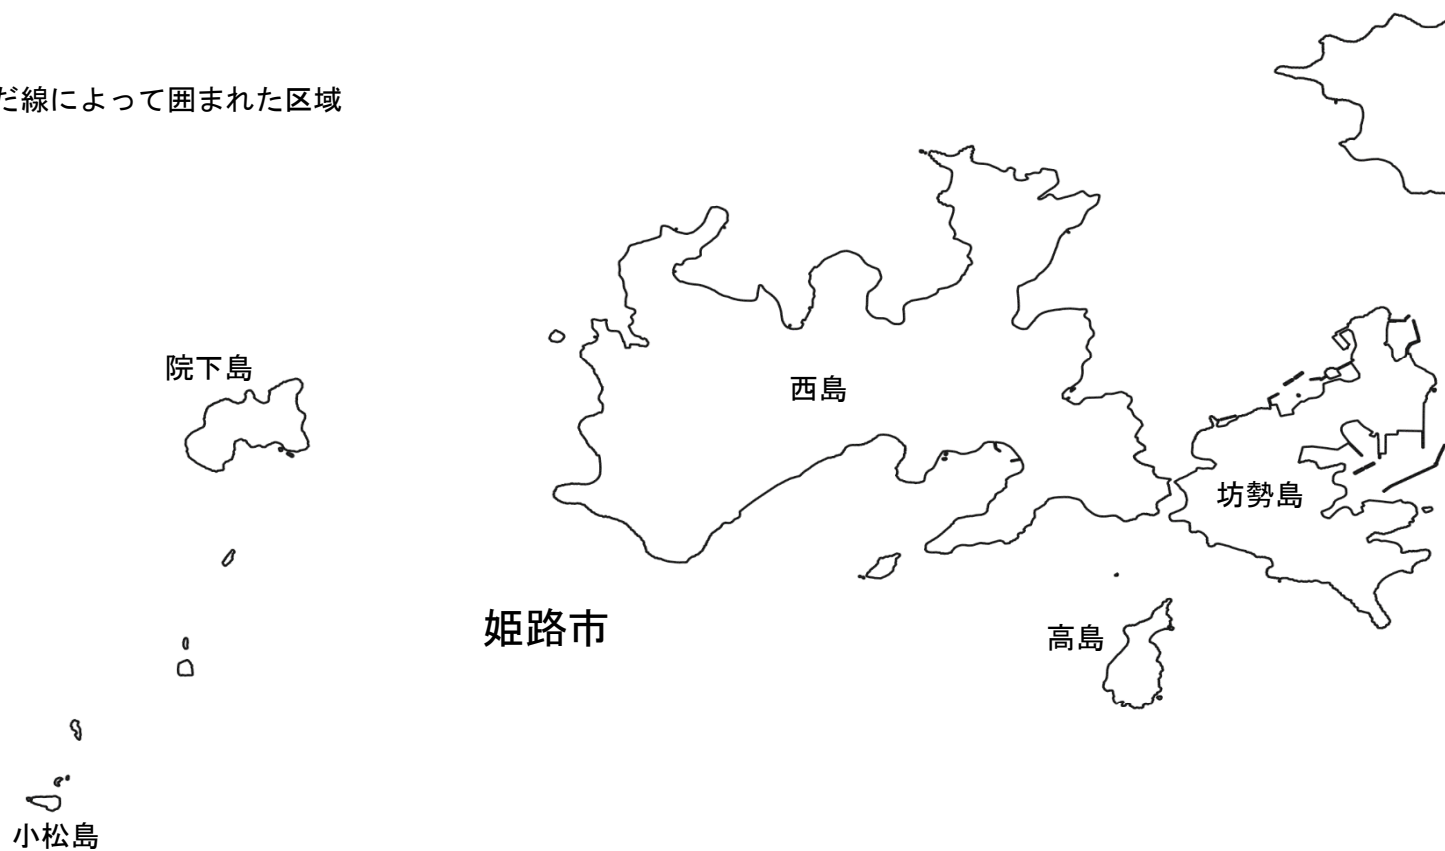 だ線によって囲まれた区域
院下島
西島
坊勢島
姫路市
高島
小松島